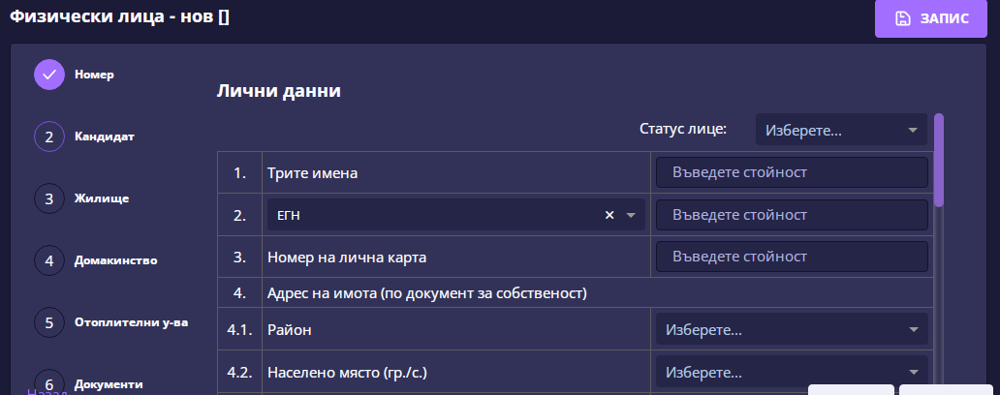 Физически лица - нов []
ЗАПИС
Номер
2 Кандидат
3 Жилище
4 Домакинство
5 Отоплителни у-ва
6 Документи
Назад
Лични данни
Статус лице: Изберете...
1. Трите имена Въведете стойност
2. ЕГН × Въведете стойност
3. Номер на лична карта Въведете стойност
4. Адрес на имота (по документ за собственост)
4.1. Район Изберете...
4.2. Населено място (гр./с.) Изберете...